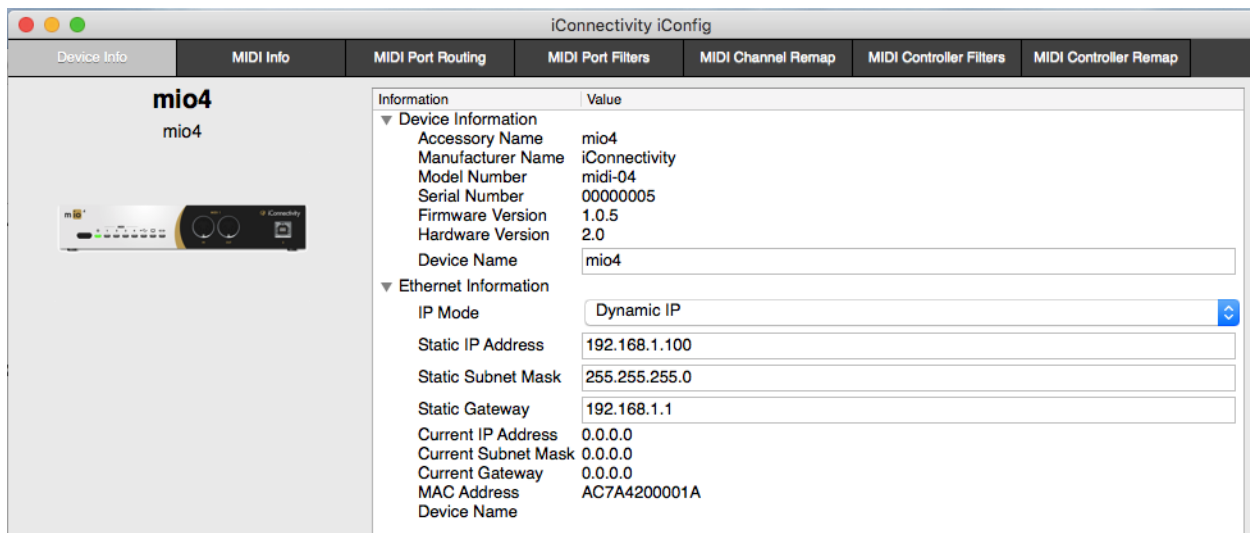 iConnectivity iConfig
Device Info MIDI Info MIDI Port Routing MIDI Port Filters MIDI Channel Remap MIDI Controller Filters MIDI Controller Remap
mio4
mio4
mio
iConnectivity
Information Value
Device Information
Accessory Name mio4
Manufacturer Name iConnectivity
Model Number midi-04
Serial Number 00000005
Firmware Version 1.0.5
Hardware Version 2.0
Device Name mio4
Ethernet Information
IP Mode Dynamic IP
Static IP Address 192.168.1.100
Static Subnet Mask 255.255.255.0
Static Gateway 192.168.1.1
Current IP Address 0.0.0.0
Current Subnet Mask 0.0.0.0
Current Gateway 0.0.0.0
MAC Address AC7A4200001A
Device Name